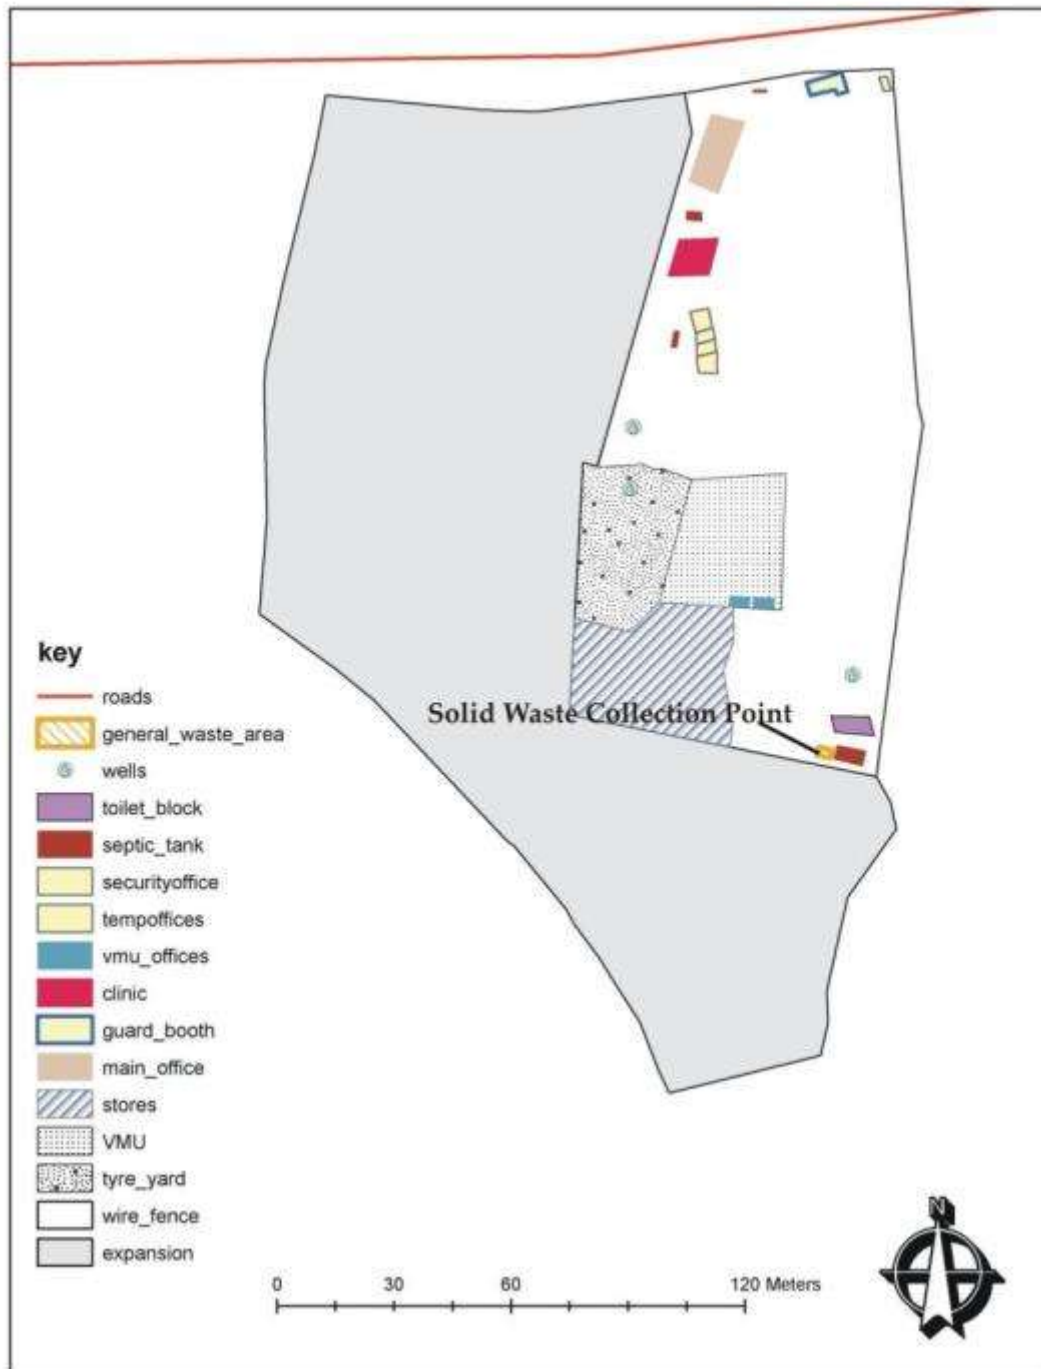 Solid Waste Collection Point
key
roads
general_waste_area
wells
toilet_block
septic_tank
securityoffice
tempoffices
vmu_offices
clinic
guard_booth
main_office
stores
VMU
tyre_yard
wire_fence
expansion
0 30 60 120 Meters
N